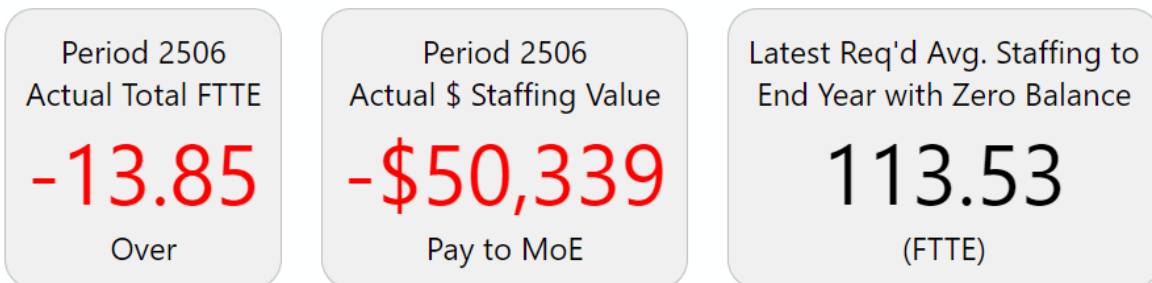 Period 2506
Actual Total FTTE
-13.85
Over
Period 2506
Actual $ Staffing Value
-$50,339
Pay to MoE
Latest Req'd Avg. Staffing to
End Year with Zero Balance
113.53
(FTTE)